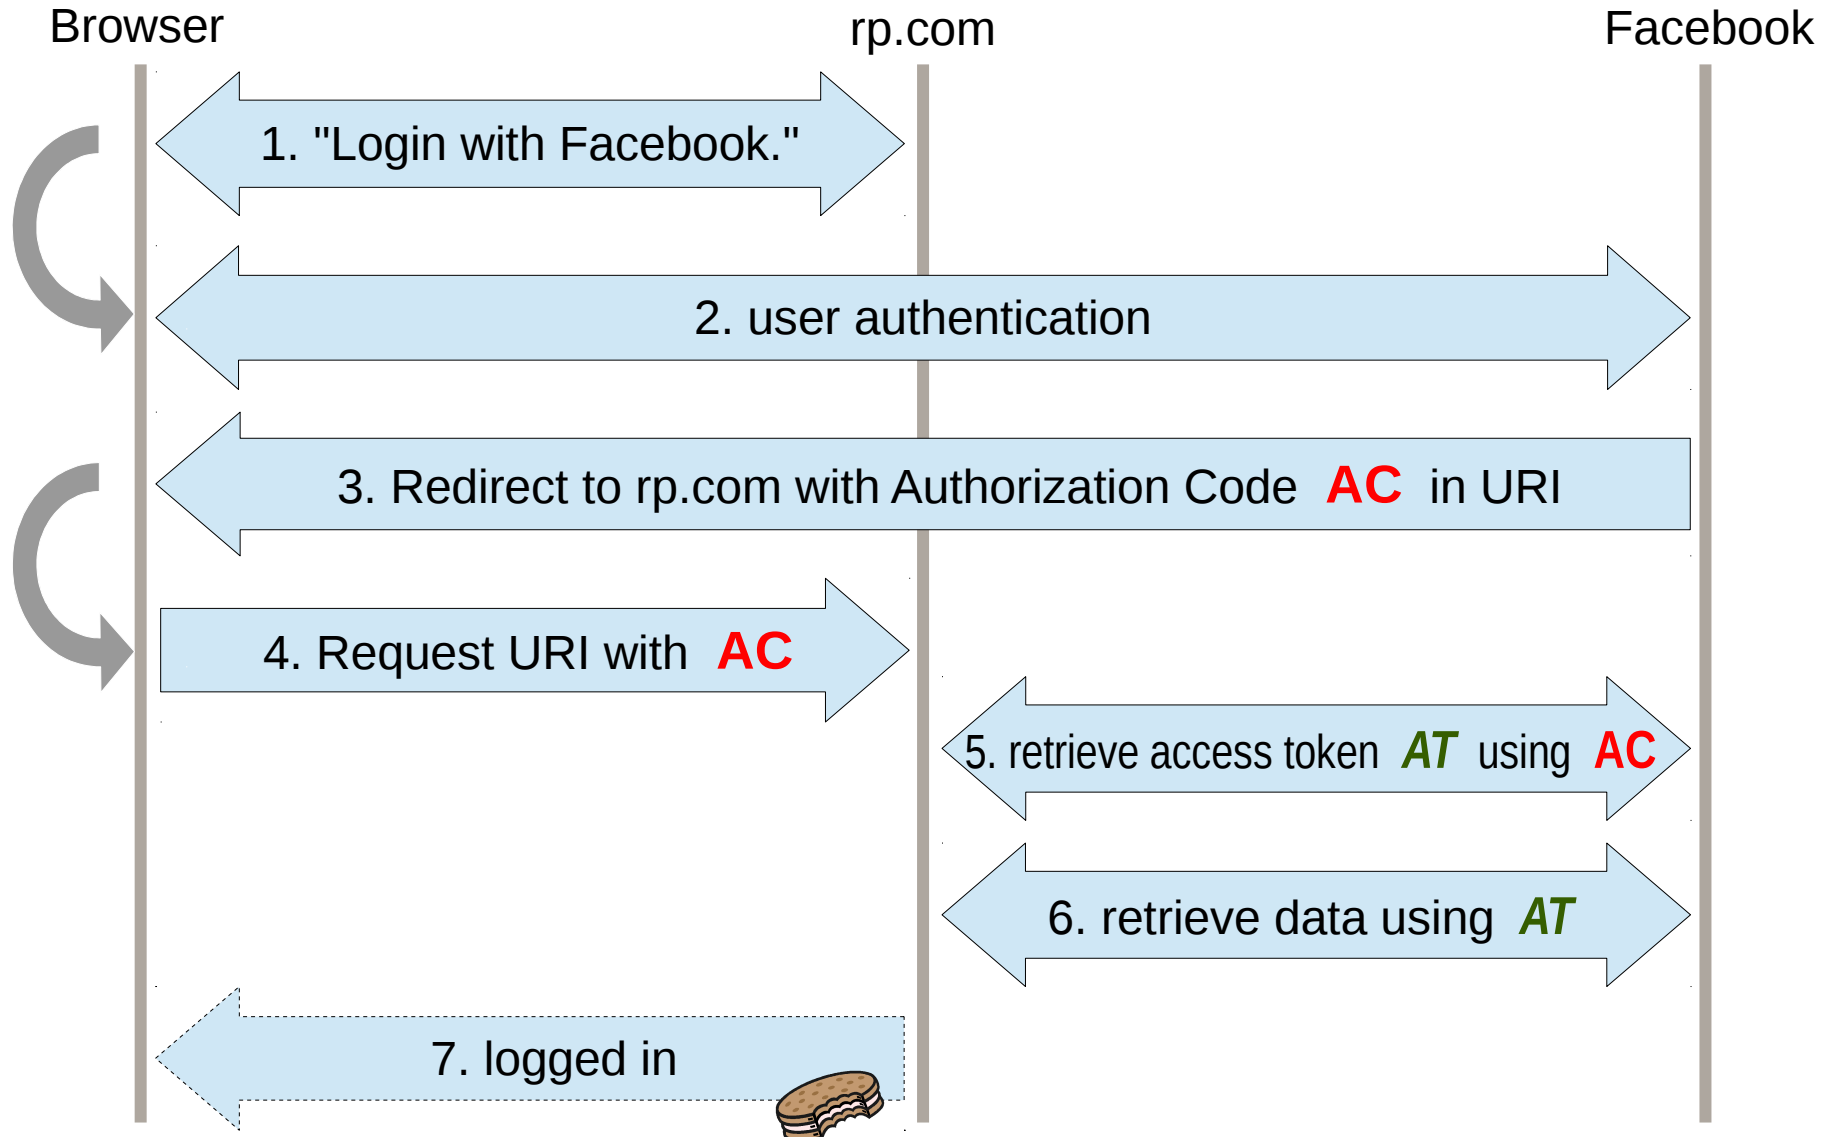 Browser
rp.com
Facebook
1. "Login with Facebook."
2. user authentication
3. Redirect to rp.com with Authorization Code AC in URI
4. Request URI with AC
5. retrieve access token AT using AC
6. retrieve data using AT
7. logged in